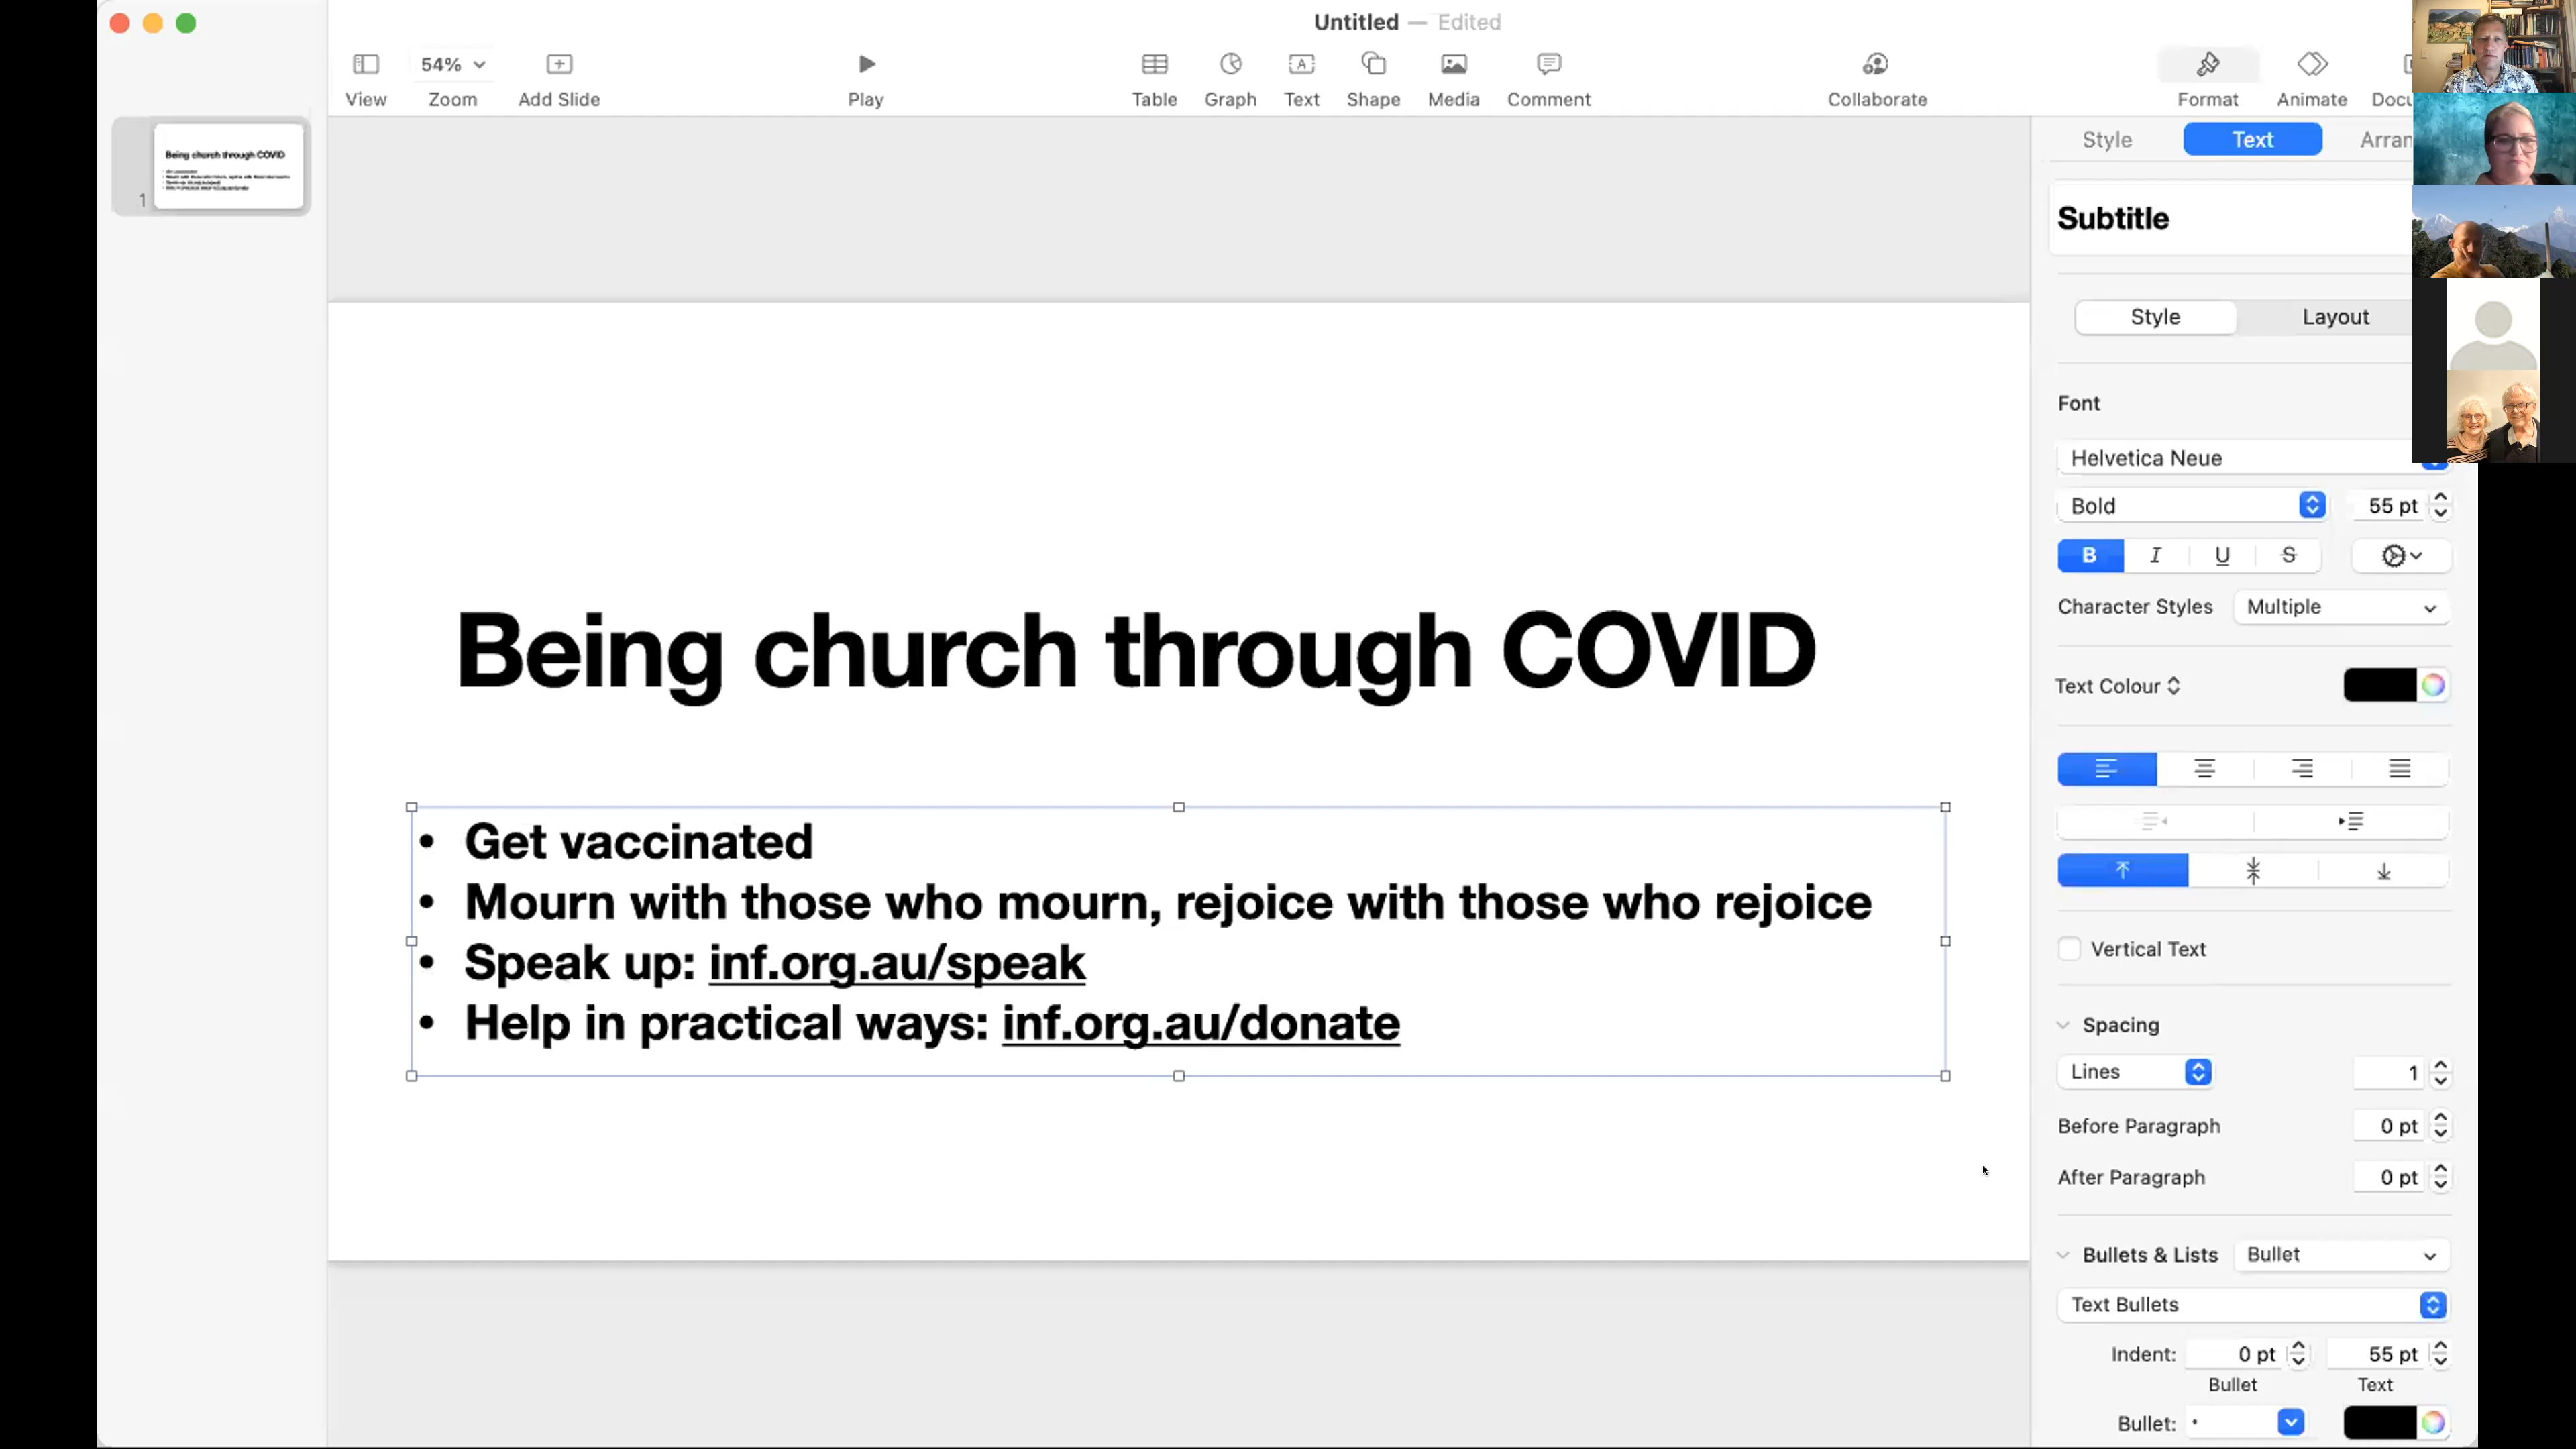 Untitled — Edited
54%
View
Zoom
Add Slide
Play
Table
Graph
Text
Shape
Media
Comment
Collaborate
Format
Animate
Being church through COVID
1
Being church through COVID
• Get vaccinated
• Mourn with those who mourn, rejoice with those who rejoice
• Speak up: inf.org.au/speak
• Help in practical ways: inf.org.au/donate
Style
Text
Subtitle
Style
Layout
Font
Helvetica Neue
Bold
55 pt
B I U S
Character Styles
Multiple
Text Colour
Vertical Text
Spacing
Lines
1
Before Paragraph
0 pt
After Paragraph
0 pt
Bullets & Lists
Bullet
Text Bullets
Indent:
0 pt
55 pt
Bullet
Text
Bullet:
•